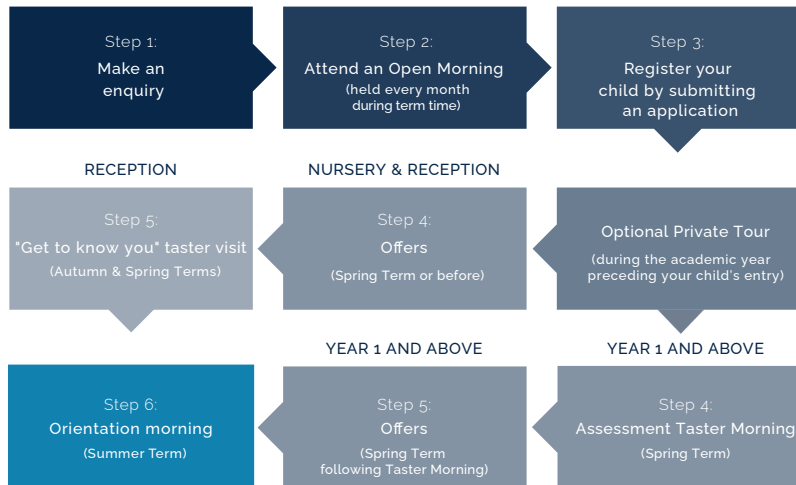 Step 1:
Make an
enquiry
Step 2:
Attend an Open Morning
(held every month
during term time)
Step 3:
Register your
child by submitting
an application
RECEPTION
Step 5:
"Get to know you" taster visit
(Autumn & Spring Terms)
NURSERY & RECEPTION
Step 4:
Offers
(Spring Term or before)
Optional Private Tour
(during the academic year
preceding your child's entry)
Step 6:
Orientation morning
(Summer Term)
YEAR 1 AND ABOVE
Step 5:
Offers
(Spring Term
following Taster Morning)
YEAR 1 AND ABOVE
Step 4:
Assessment Taster Morning
(Spring Term)